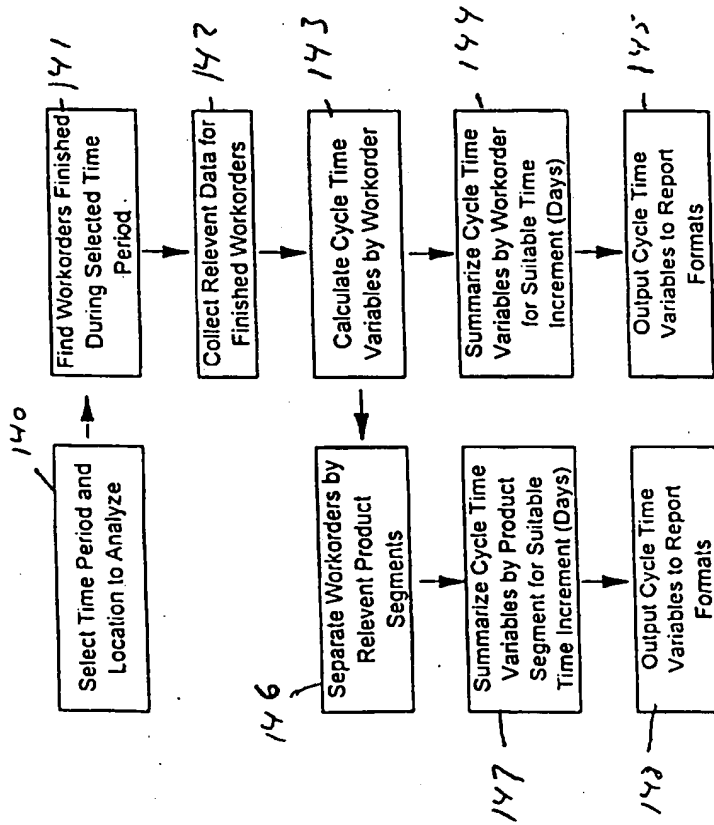 140
Select Time Period and
Location to Analyze
141
Find Workorders Finished
During Selected Time
Period
142
Collect Relevent Data for
Finished Workorders
143
Calculate Cycle Time
Variables by Workorder
144
Summarize Cycle Time
Variables by Workorder
for Suitable Time
Increment (Days)
145
Output Cycle Time
Variables to Report
Formats
146
Separate Workorders by
Relevent Product
Segments
147
Summarize Cycle Time
Variables by Product
Segment for Suitable
Time Increment (Days)
148
Output Cycle Time
Variables to Report
Formats